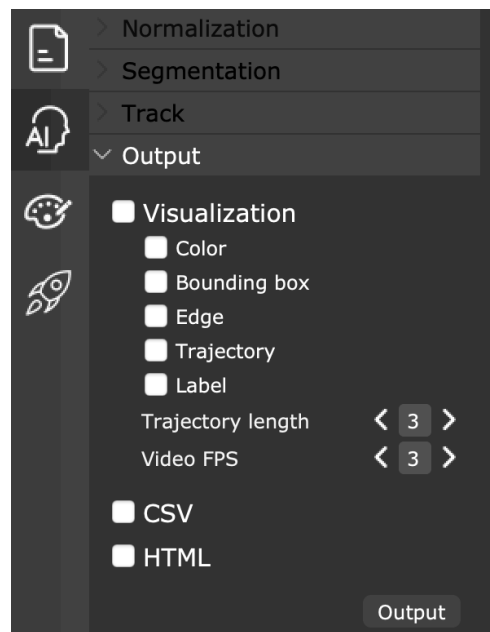 Normalization
Segmentation
Track
AI
Output
Visualization
Color
Bounding box
Edge
Trajectory
Label
Trajectory length 3
Video FPS 3
CSV
HTML
Output